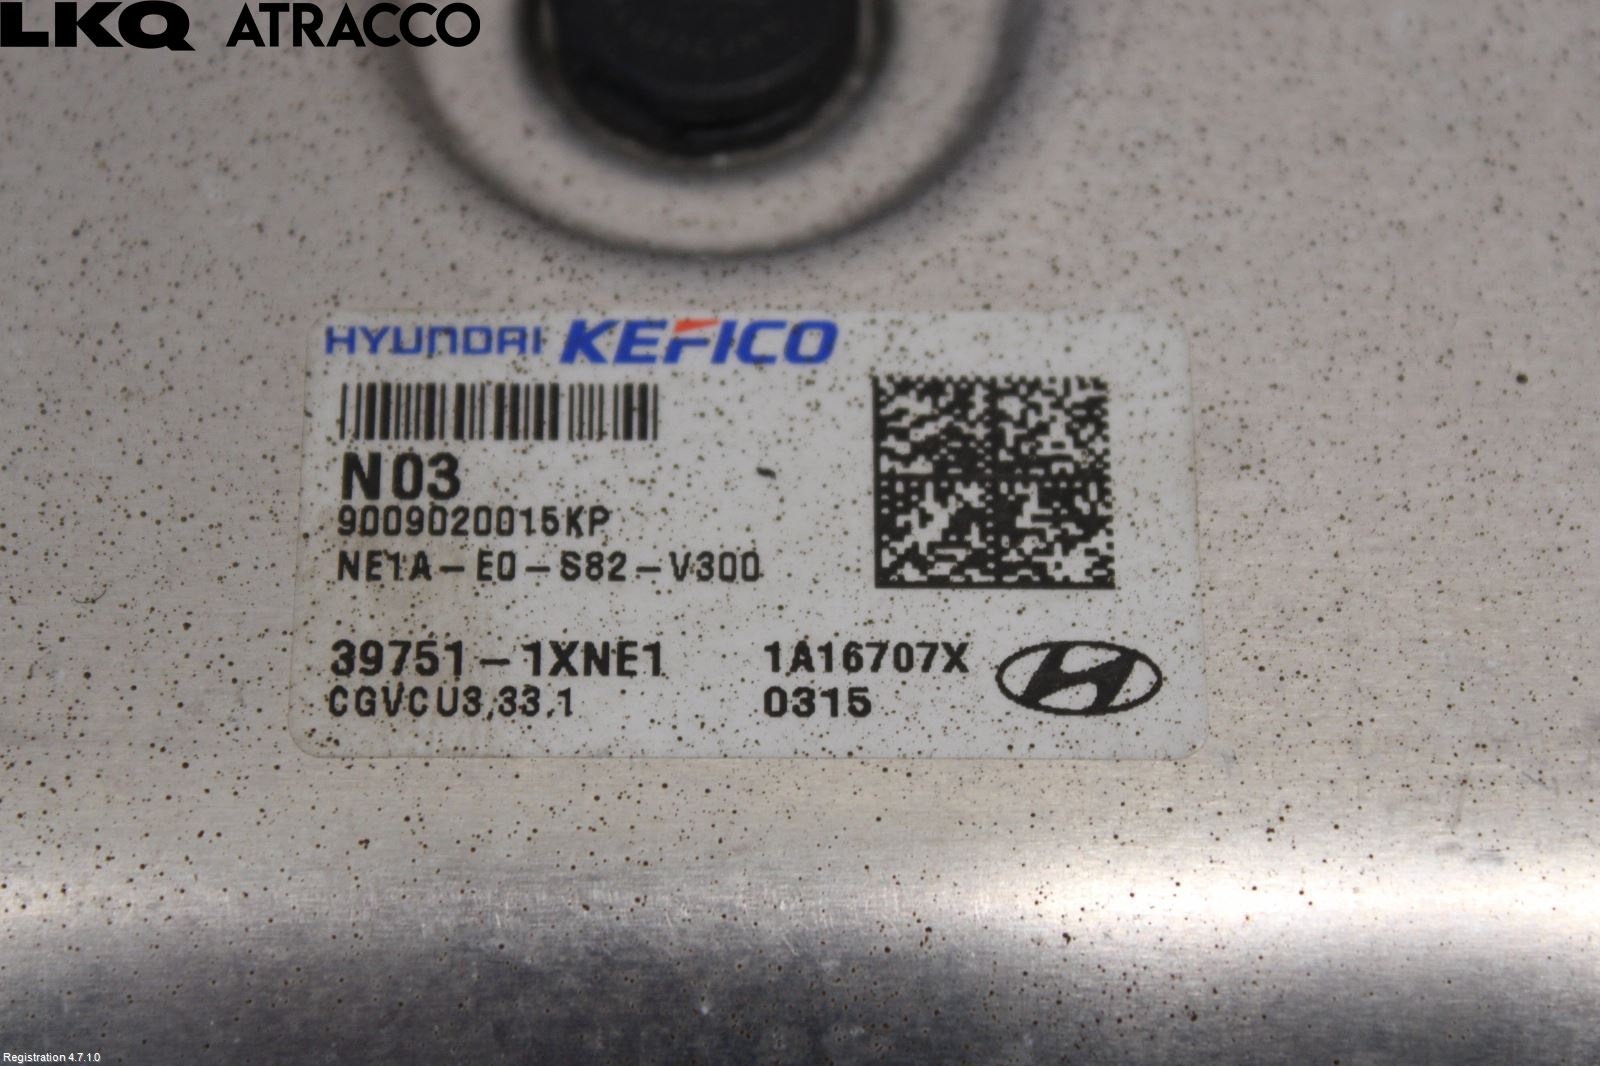 LKQ ATRACCO
HYUNDAI KEFICO
N03
9009020015KP
NE1A-E0-S82-V300
39751-1XNE1 1A16707X
CGVCU3.33.1 0315
Registration 4.7.1.0